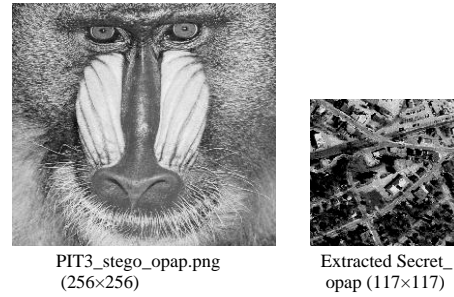 PIT3_stego_opap.png
(256×256)
Extracted Secret_
opap (117×117)